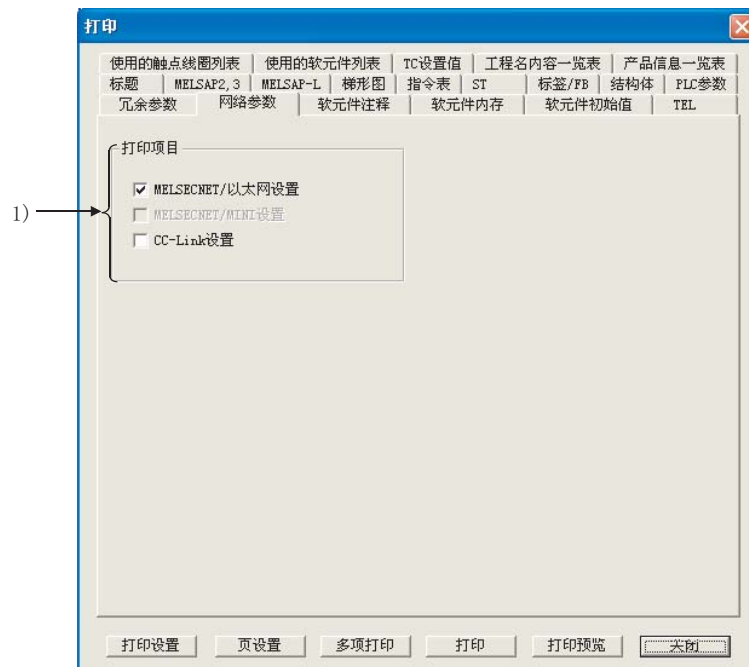 打印
使用的触点线圈列表 使用的软元件列表 TC设置值 工程名内容一览表 产品信息一览表
标题 MELSAP2,3 MELSAP-L 梯形图 指令表 ST 标签/FB 结构体 PLC参数
冗余参数 网络参数 软元件注释 软元件内存 软元件初始值 TEL
打印项目
MELSECNET/以太网设置
1)
MELSECNET/MINI设置
CC-Link设置
打印设置 页设置 多项打印 打印 打印预览 关闭